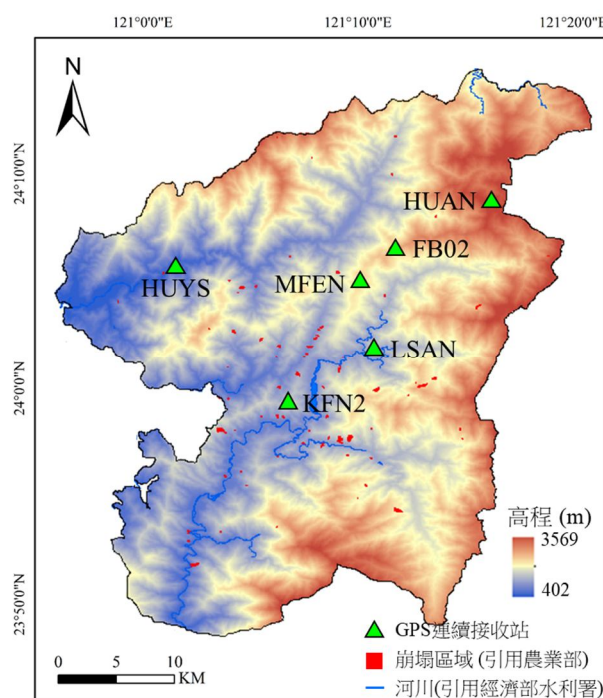 121°0'0"E 121°10'0"E 121°20'0"E
N
24°10'0"N
24°0'0"N
23°50'0"N
HUAN
FB02
HUYS
MFEN
LSAN
KFN2
高程 (m)
3569
402
GPS連續接收站
崩塌區域 (引用農業部)
河川(引用經濟部水利署)
0 5 10
KM